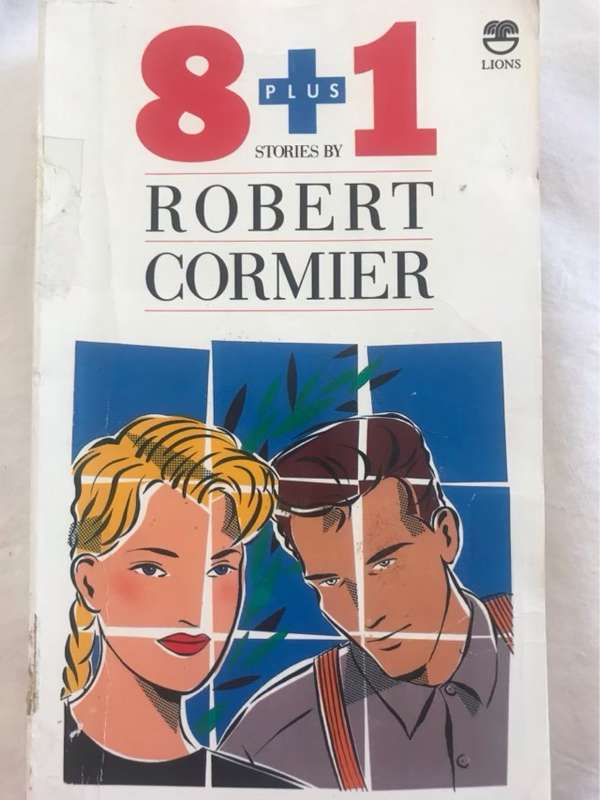 8 PLUS 1
LIONS
STORIES BY
ROBERT
CORMIER